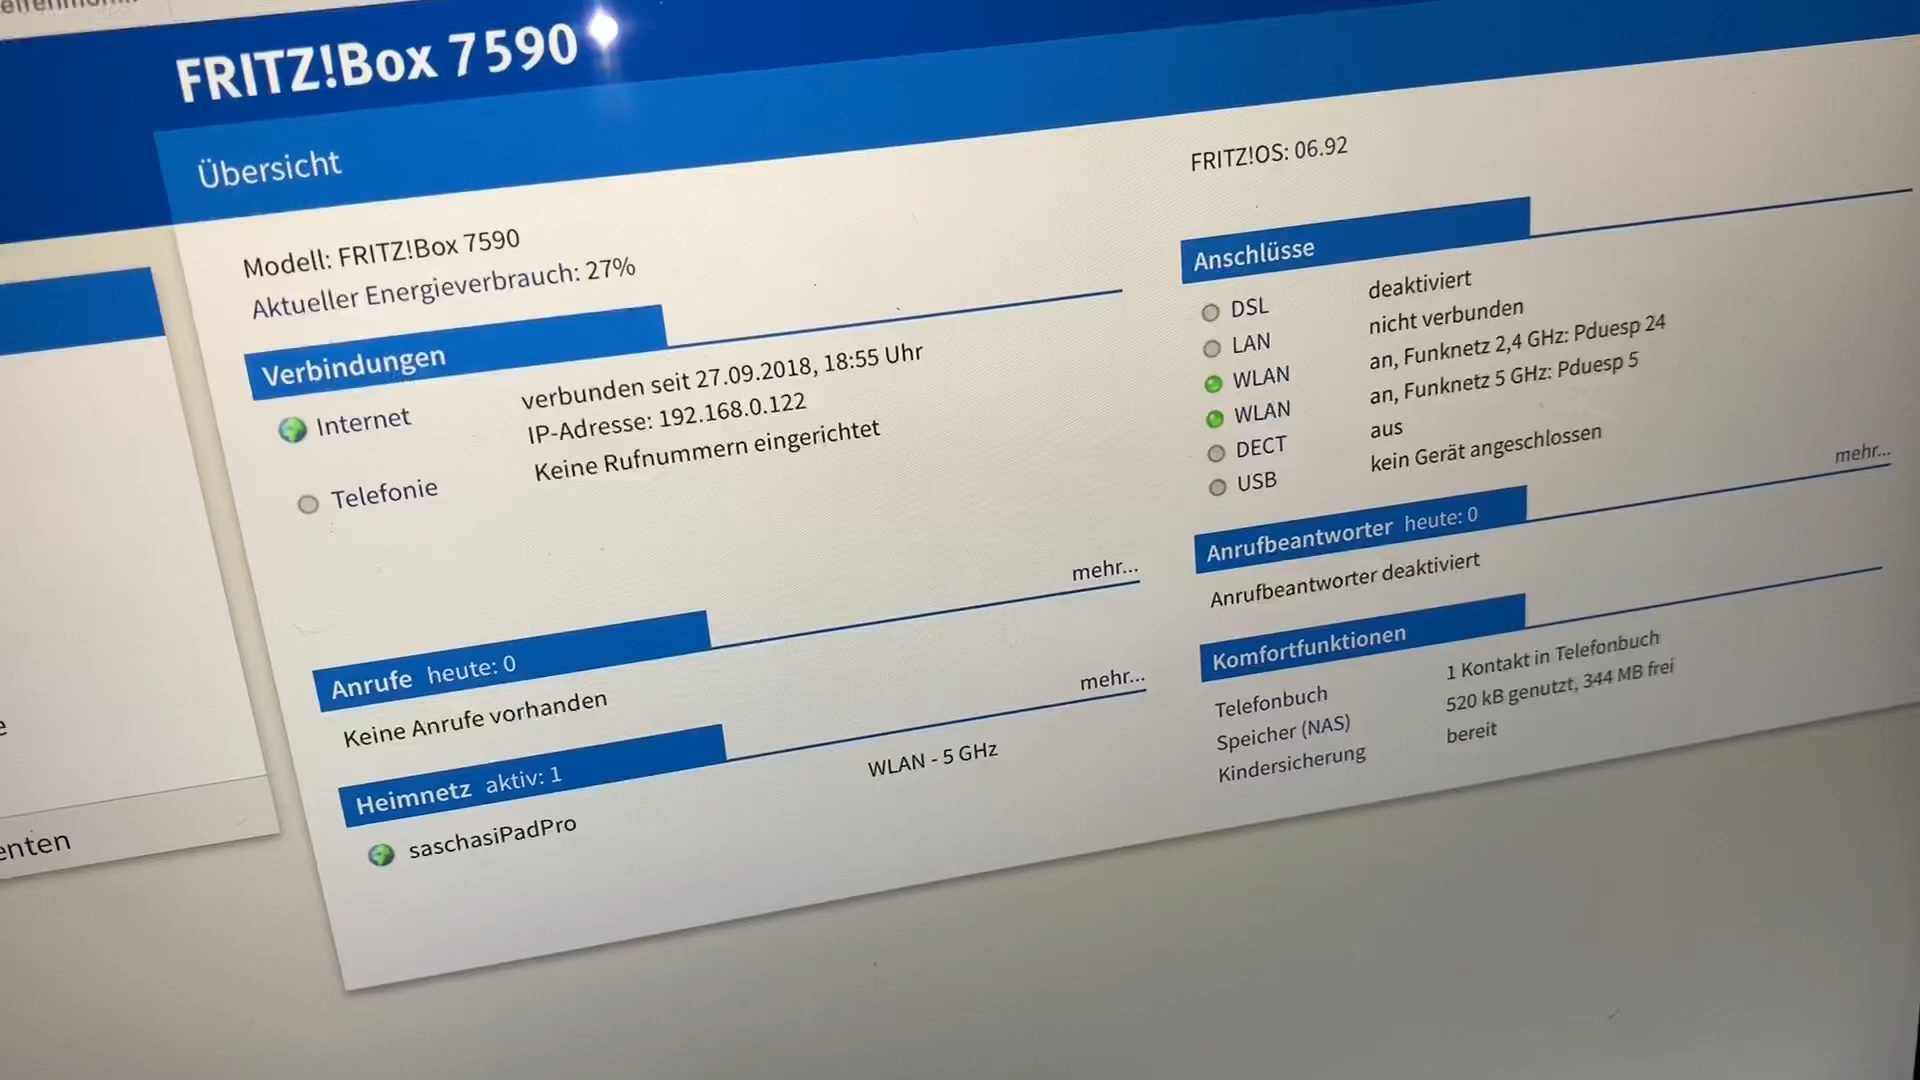 FRITZ!Box 7590
Übersicht
FRITZ!OS: 06.92
Modell: FRITZ!Box 7590
Aktueller Energieverbrauch: 27%
Verbindungen
Internet
verbunden seit 27.09.2018, 18:55 Uhr
IP-Adresse: 192.168.0.122
Telefonie
Keine Rufnummern eingerichtet
mehr...
Anrufe heute: 0
Keine Anrufe vorhanden
mehr...
Heimnetz aktiv: 1
saschasiPadPro
WLAN - 5 GHz
Anschlüsse
DSL deaktiviert
LAN nicht verbunden
WLAN an, Funknetz 2,4 GHz: Pduesp 24
WLAN an, Funknetz 5 GHz: Pduesp 5
DECT aus
USB kein Gerät angeschlossen
mehr...
Anrufbeantworter heute: 0
Anrufbeantworter deaktiviert
Komfortfunktionen
Telefonbuch 1 Kontakt in Telefonbuch
Speicher (NAS) 520 kB genutzt, 344 MB frei
Kindersicherung bereit
e
enten